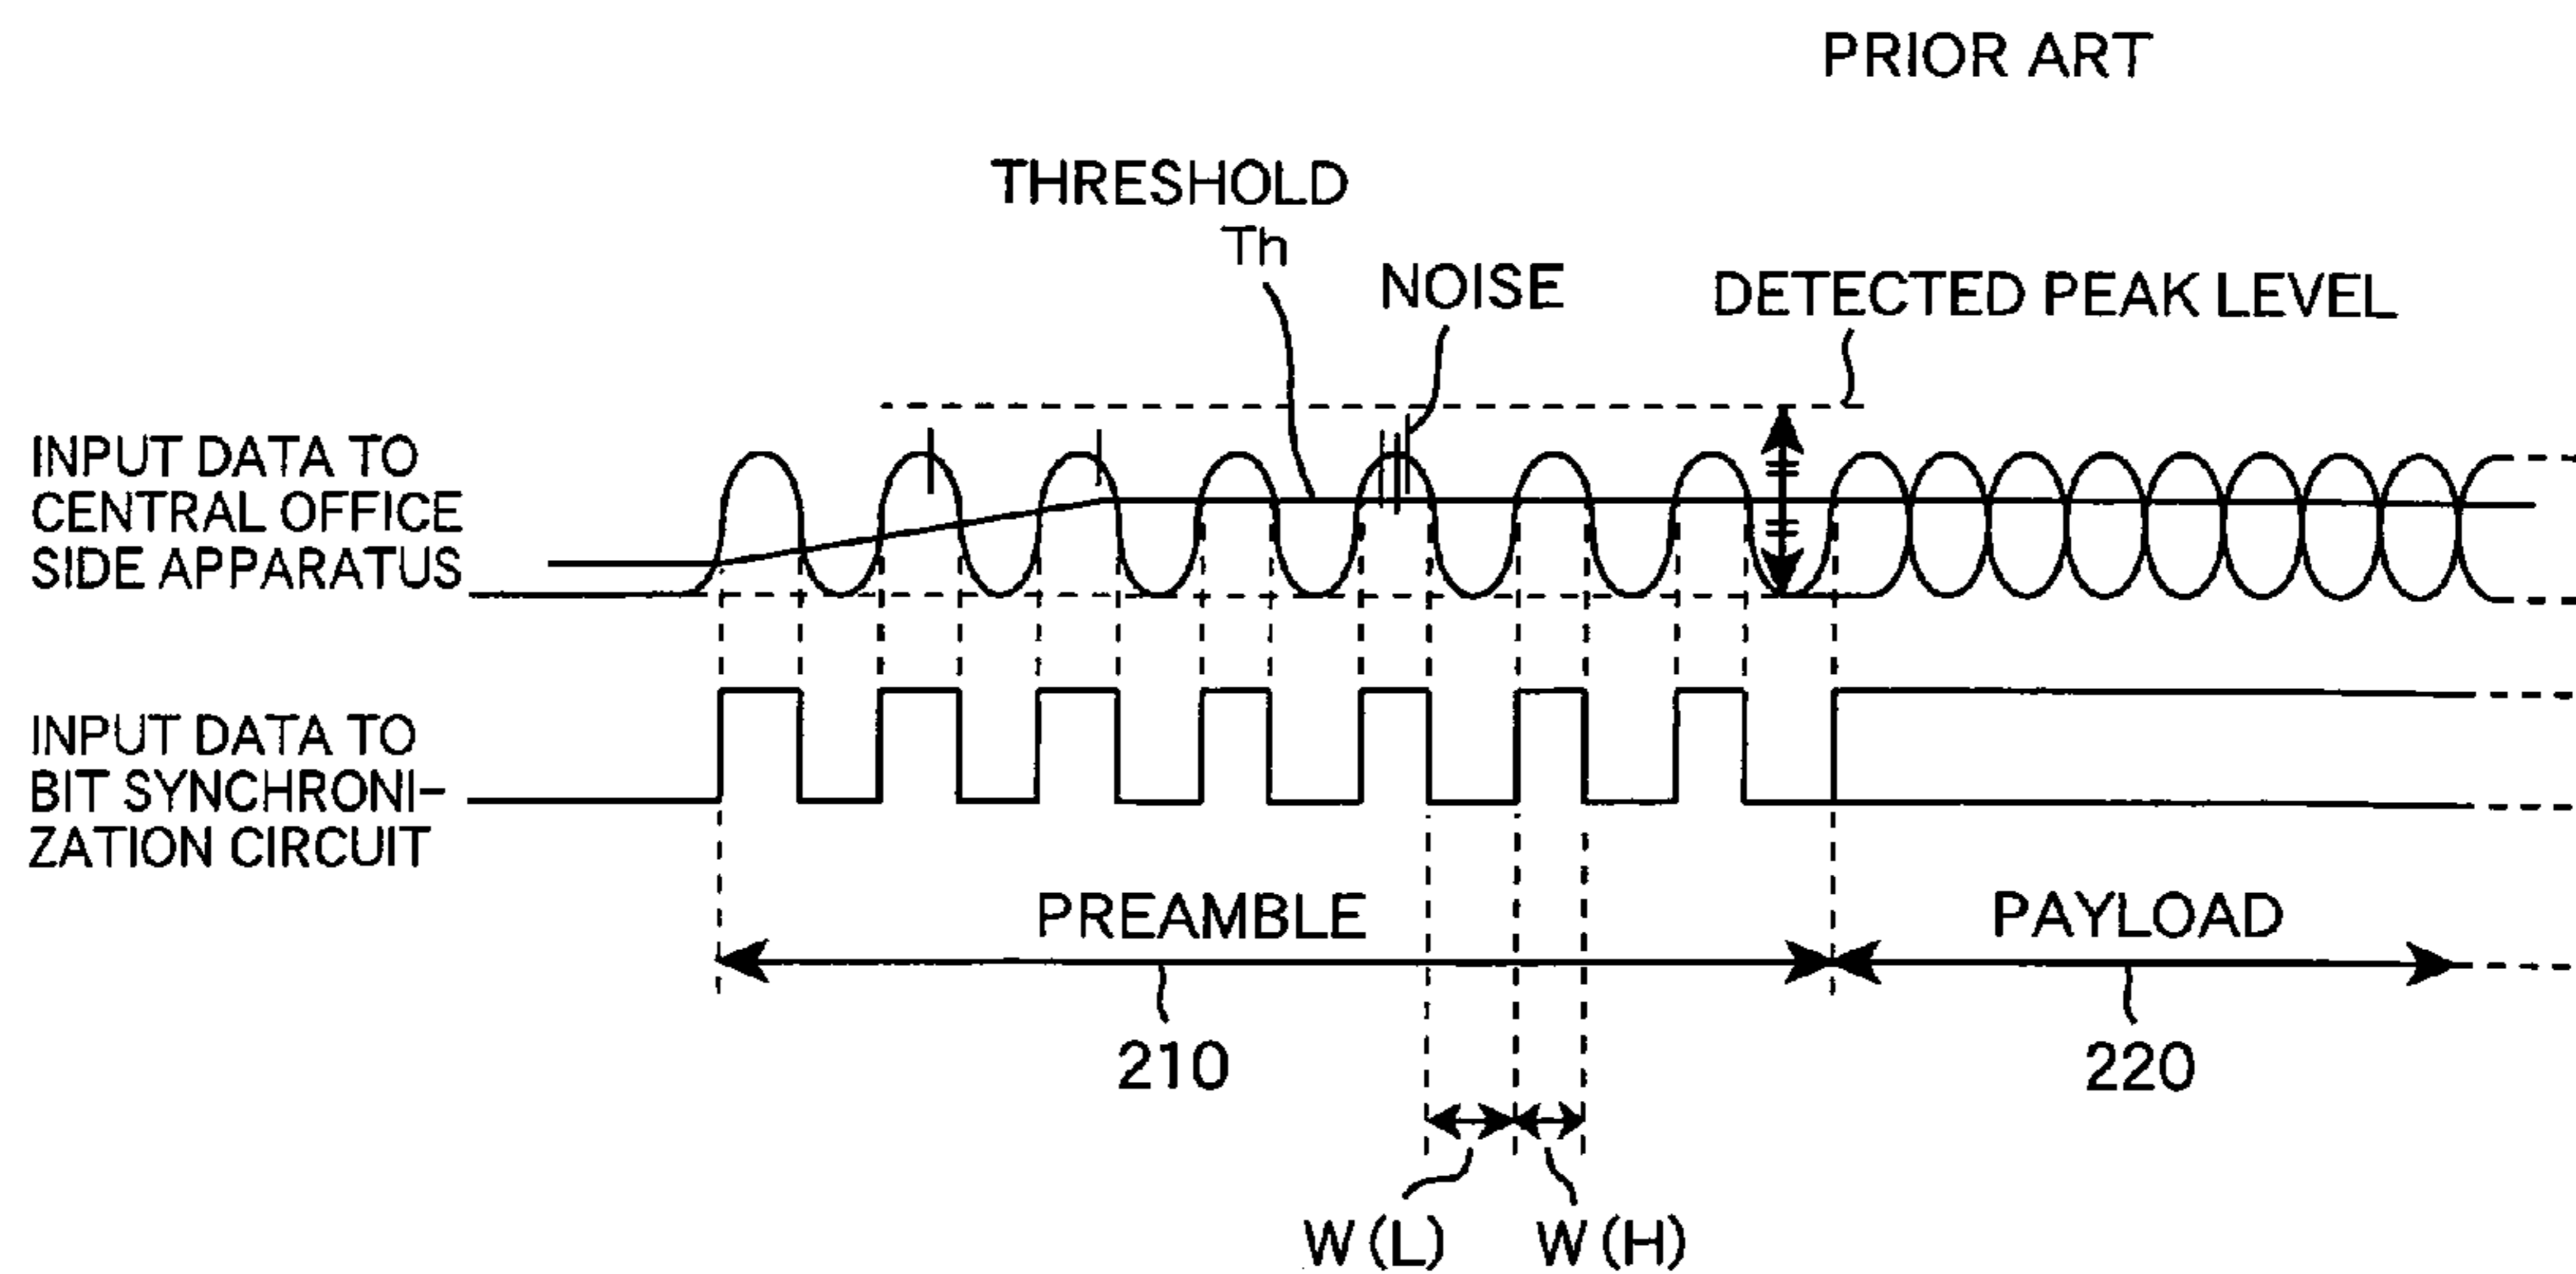 PRIOR ART
THRESHOLD
Th
NOISE
DETECTED PEAK LEVEL
INPUT DATA TO
CENTRAL OFFICE
SIDE APPARATUS
INPUT DATA TO
BIT SYNCHRONI-
ZATION CIRCUIT
PREAMBLE
PAYLOAD
210
220
W(L)
W(H)